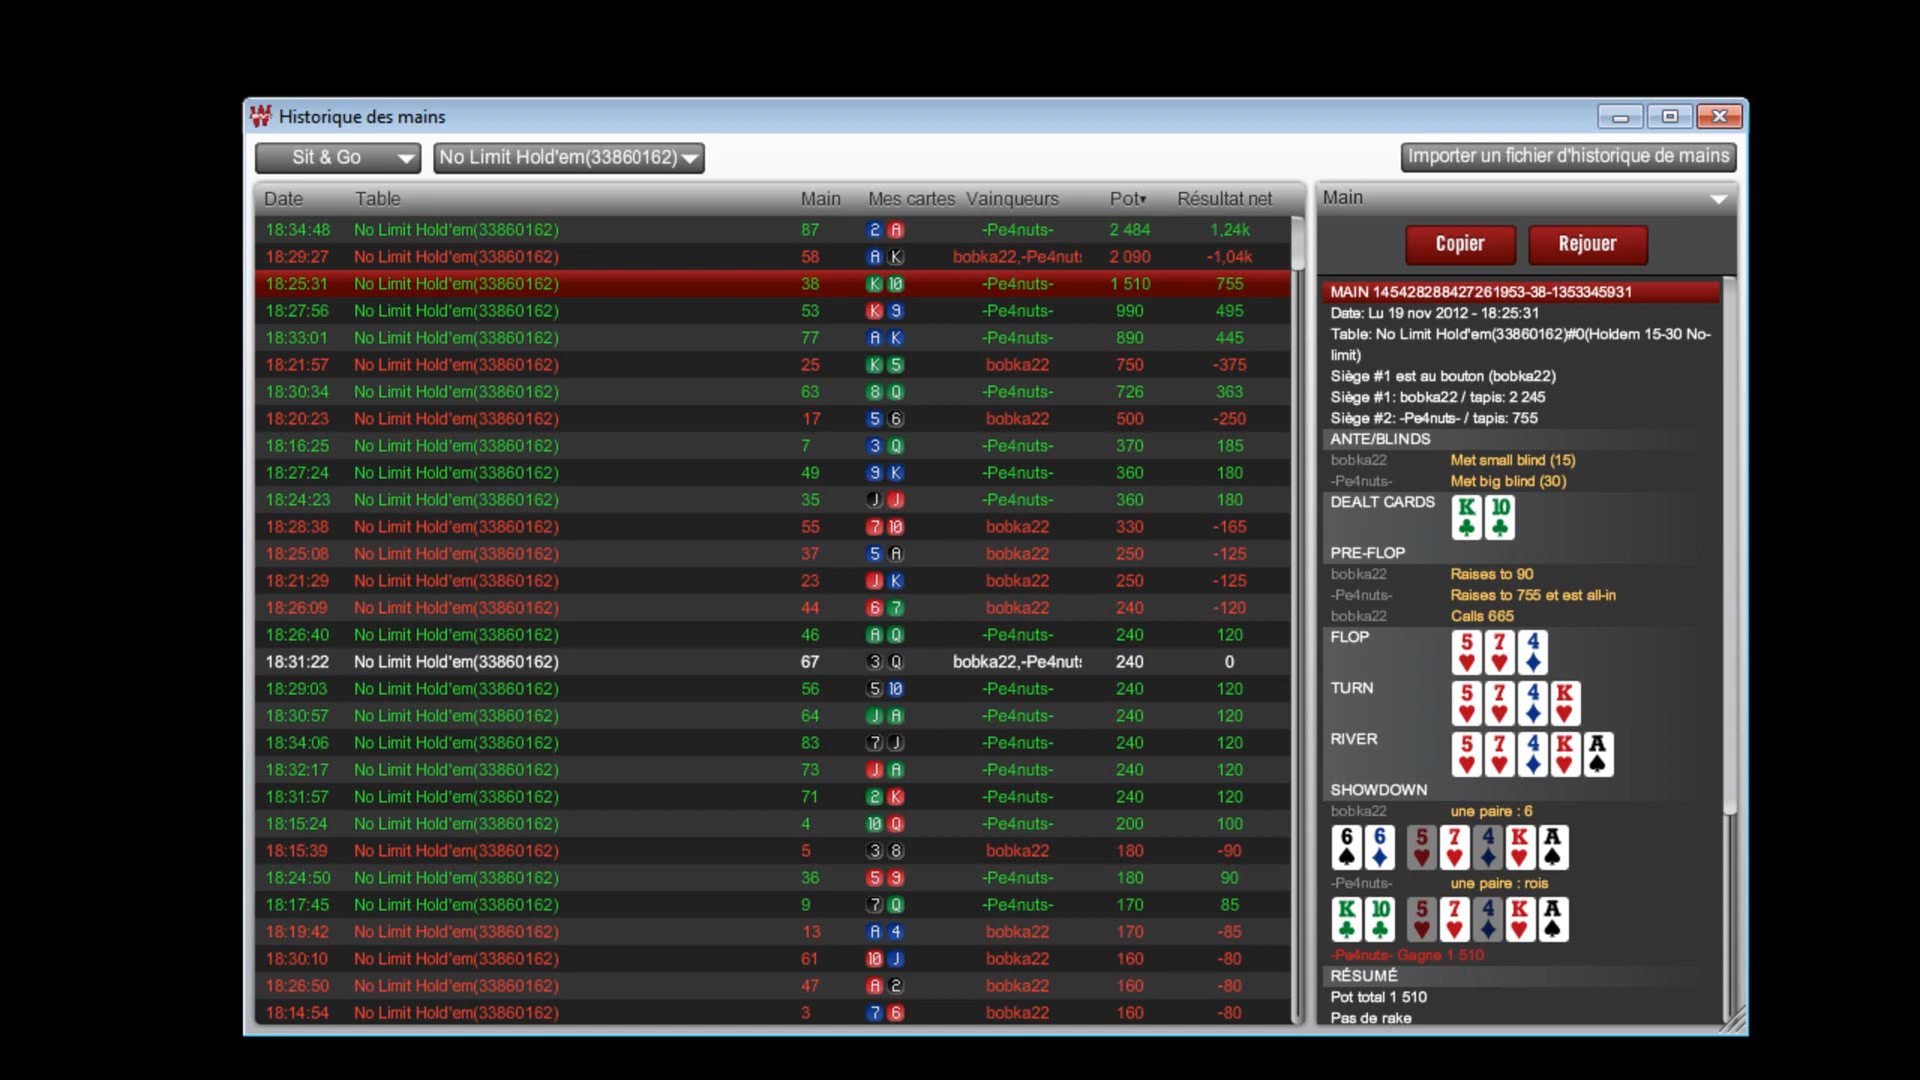 Historique des mains
Sit & Go No Limit Hold'em(33860162) Importer un fichier d'historique de mains
Date Table Main Mes cartes Vainqueurs Pot Résultat net
18:34:48 No Limit Hold'em(33860162) 87 2 A -Pe4nuts- 2 484 1,24k
18:29:27 No Limit Hold'em(33860162) 58 A K bobka22,-Pe4nuts 2 090 -1,04k
18:25:31 No Limit Hold'em(33860162) 38 K 10 -Pe4nuts- 1 510 755
18:27:56 No Limit Hold'em(33860162) 53 K 9 -Pe4nuts- 990 495
18:33:01 No Limit Hold'em(33860162) 77 A K -Pe4nuts- 890 445
18:21:57 No Limit Hold'em(33860162) 25 K 5 bobka22 750 -375
18:30:34 No Limit Hold'em(33860162) 63 8 Q -Pe4nuts- 726 363
18:20:23 No Limit Hold'em(33860162) 17 5 6 bobka22 500 -250
18:16:25 No Limit Hold'em(33860162) 7 3 Q -Pe4nuts- 370 185
18:27:24 No Limit Hold'em(33860162) 49 9 K -Pe4nuts- 360 180
18:24:23 No Limit Hold'em(33860162) 35 J J -Pe4nuts- 360 180
18:28:38 No Limit Hold'em(33860162) 55 7 10 bobka22 330 -165
18:25:08 No Limit Hold'em(33860162) 37 5 A bobka22 250 -125
18:21:29 No Limit Hold'em(33860162) 23 J K bobka22 250 -125
18:26:09 No Limit Hold'em(33860162) 44 6 7 bobka22 240 -120
18:26:40 No Limit Hold'em(33860162) 46 A Q -Pe4nuts- 240 120
18:31:22 No Limit Hold'em(33860162) 67 3 Q bobka22,-Pe4nuts 240 0
18:29:03 No Limit Hold'em(33860162) 56 5 10 -Pe4nuts- 240 120
18:30:57 No Limit Hold'em(33860162) 64 J A -Pe4nuts- 240 120
18:34:06 No Limit Hold'em(33860162) 83 7 J -Pe4nuts- 240 120
18:32:17 No Limit Hold'em(33860162) 73 J A -Pe4nuts- 240 120
18:31:57 No Limit Hold'em(33860162) 71 2 K -Pe4nuts- 240 120
18:15:24 No Limit Hold'em(33860162) 4 10 Q -Pe4nuts- 200 100
18:15:39 No Limit Hold'em(33860162) 5 3 8 bobka22 180 -90
18:24:50 No Limit Hold'em(33860162) 36 5 9 -Pe4nuts- 180 90
18:17:45 No Limit Hold'em(33860162) 9 7 Q -Pe4nuts- 170 85
18:19:42 No Limit Hold'em(33860162) 13 A 4 bobka22 170 -85
18:30:10 No Limit Hold'em(33860162) 61 10 J bobka22 160 -80
18:26:50 No Limit Hold'em(33860162) 47 A 2 bobka22 160 -80
18:14:54 No Limit Hold'em(33860162) 3 7 6 bobka22 160 -80
Main
Copier Rejouer
MAIN 145428288427261953-38-1353345931
Date: Lu 19 nov 2012 - 18:25:31
Table: No Limit Hold'em(33860162)#0(Holdem 15-30 No-
limit)
Siège #1 est au bouton (bobka22)
Siège #1: bobka22 / tapis: 2 245
Siège #2: -Pe4nuts- / tapis: 755
ANTE/BLINDS
bobka22 Met small blind (15)
-Pe4nuts- Met big blind (30)
DEALT CARDS K♣ 10♣
PRE-FLOP
bobka22 Raises to 90
-Pe4nuts- Raises to 755 et est all-in
bobka22 Calls 665
FLOP 5♥ 7♥ 4♦
TURN 5♥ 7♥ 4♦ K♥
RIVER 5♥ 7♥ 4♦ K♥ A♠
SHOWDOWN
bobka22 une paire : 6
6♠ 6♦ 5♥ 7♥ 4♦ K♥ A♠
-Pe4nuts- une paire : rois
K♣ 10♣ 5♥ 7♥ 4♦ K♥ A♠
-Pe4nuts- Gagne 1 510
RÉSUMÉ
Pot total 1 510
Pas de rake